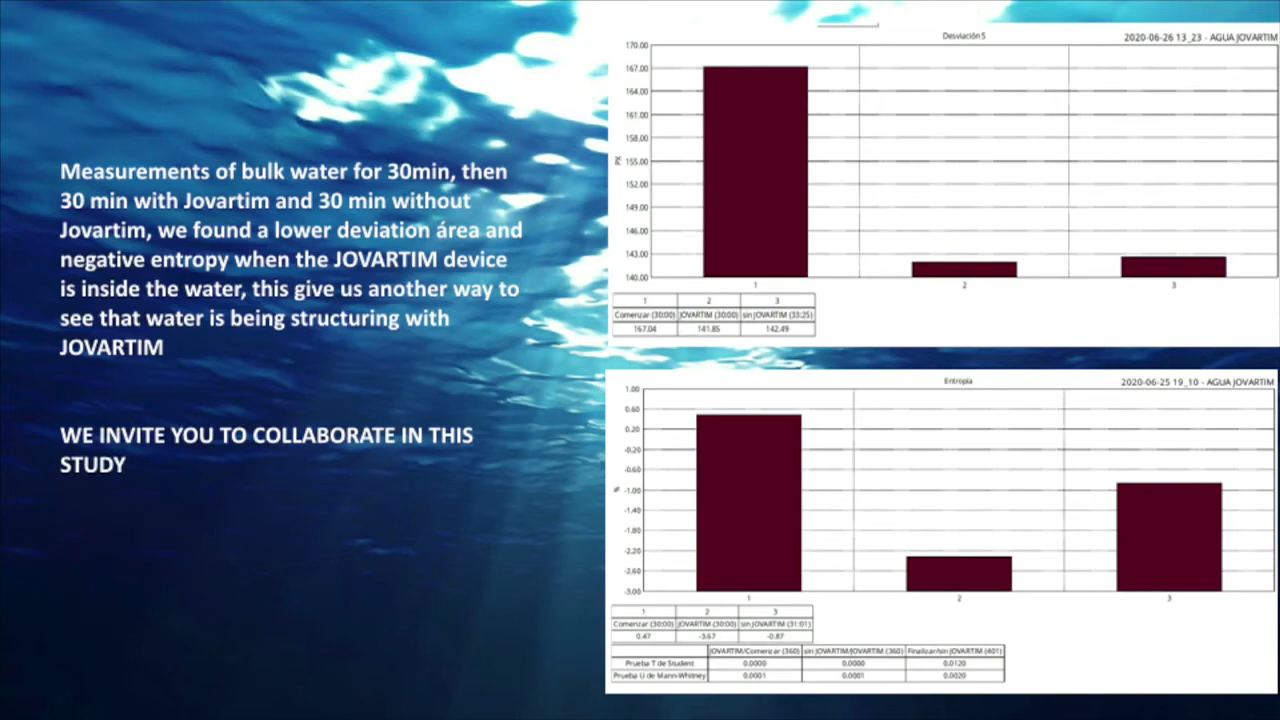 Measurements of bulk water for 30min, then
30 min with Jovartim and 30 min without
Jovartim, we found a lower deviation área and
negative entropy when the JOVARTIM device
is inside the water, this give us another way to
see that water is being structuring with
JOVARTIM
WE INVITE YOU TO COLLABORATE IN THIS
STUDY
Desviación S
2020-06-26 13_23 - AGUA JOVARTIM
170.00
167.00
164.00
161.00
158.00
155.00
152.00
149.00
146.00
143.00
140.00
1 2 3
1 2 3
Comenzar (30:00) JOVARTIM (30:00) sin JOVARTIM (33:25)
167.04 141.85 142.49
Entropía
2020-06-25 19_10 - AGUA JOVARTIM
%
1.00
0.60
0.20
-0.20
-0.60
-1.00
-1.40
-1.80
-2.20
-2.60
-3.00
1 2 3
1 2 3
Comenzar (30:00) JOVARTIM (30:00) sin JOVARTIM (31:01)
0.47 -3.67 -0.87
JOVARTIM/Comenzar (360) sin JOVARTIM/JOVARTIM (360) Finalizar/sin JOVARTIM (401)
Prueba T de Student 0.0000 0.0000 0.0120
Prueba U de Mann-Whitney 0.0001 0.0001 0.0020